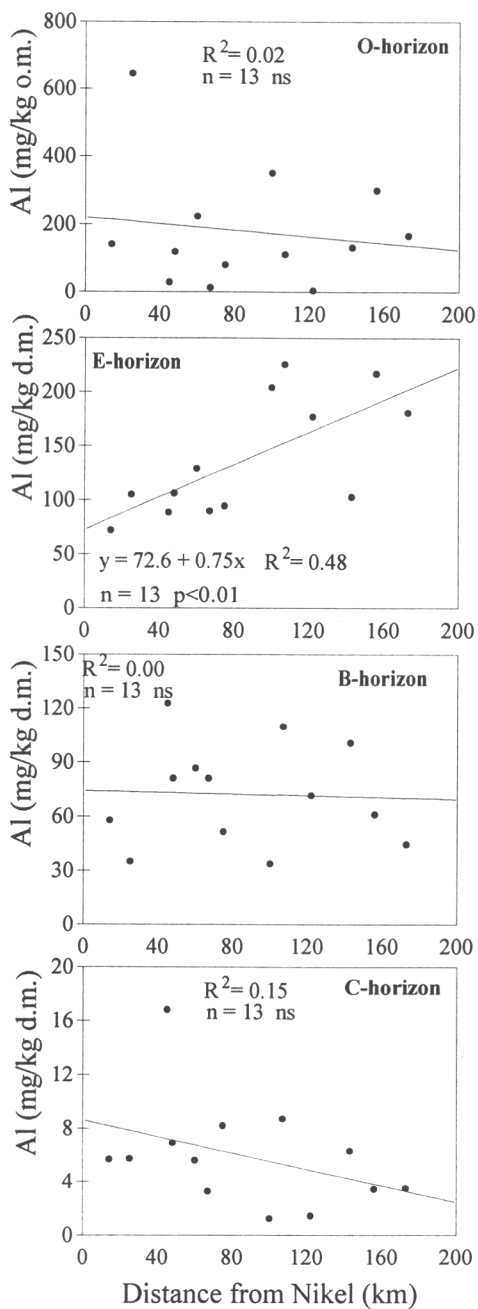 800
R²= 0.02
O-horizon
n = 13 ns
600
400
200
0
Al (mg/kg o.m.)
0 40 80 120 160 200
250
E-horizon
200
150
100
y = 72.6 + 0.75x R²= 0.48
50
n = 13 p<0.01
0
Al (mg/kg d.m.)
0 40 80 120 160 200
150
R²= 0.00
B-horizon
n = 13 ns
120
90
60
30
0
Al (mg/kg d.m.)
0 40 80 120 160 200
20
R²= 0.15
C-horizon
n = 13 ns
16
12
8
4
0
Al (mg/kg d.m.)
0 40 80 120 160 200
Distance from Nikel (km)